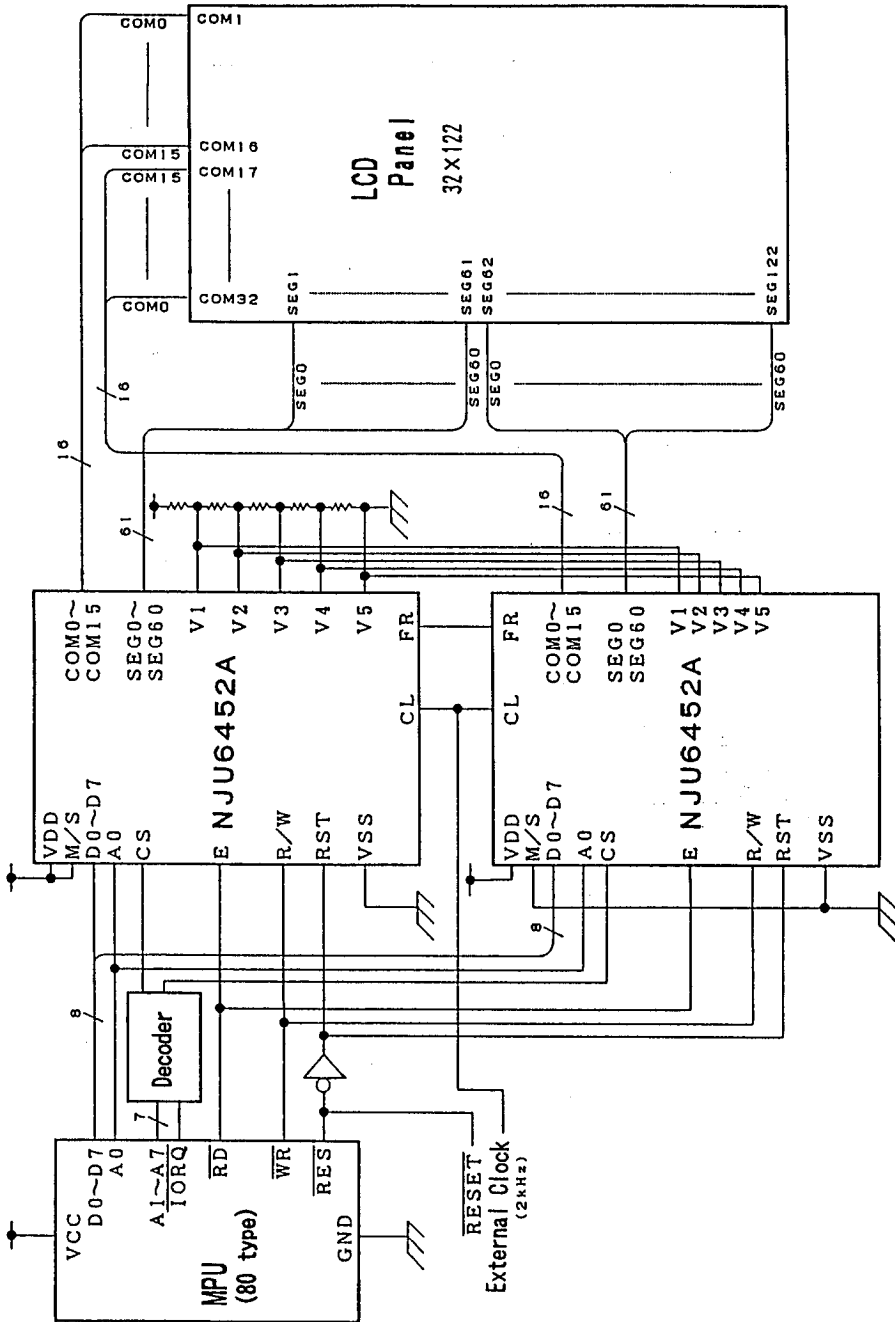 MPU
(80 type)
VCC
D0~D7
A0
A1~A7
IORQ
RD
WR
RES
GND
8
7
Decoder
RESET
External Clock
(2kHz)
NJU6452A
VDD
M/S
D0~D7
A0
CS
E
R/W
RST
VSS
COM0~
COM15
SEG0~
SEG60
V1
V2
V3
V4
V5
CL
FR
16
61
16
8
NJU6452A
VDD
M/S
D0~D7
A0
CS
E
R/W
RST
VSS
CL
FR
COM0~
COM15
SEG0
SEG60
V1
V2
V3
V4
V5
16
61
COM0
COM15
COM15
COM0
COM1
COM16
COM17
COM32
SEG0
SEG60
SEG0
SEG60
SEG1
SEG61
SEG62
SEG122
LCD
Panel
32×122